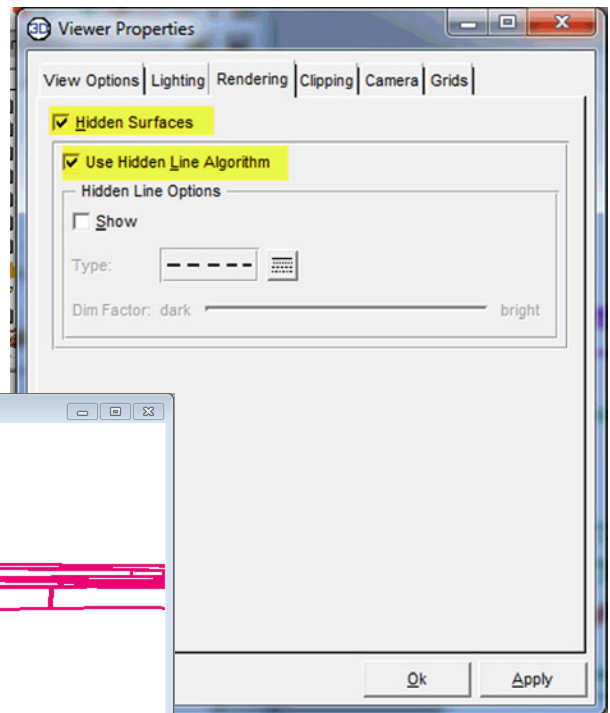 3D Viewer Properties
View Options Lighting Rendering Clipping Camera Grids
Hidden Surfaces
Use Hidden Line Algorithm
Hidden Line Options
Show
Type:
Dim Factor: dark bright
Ok Apply